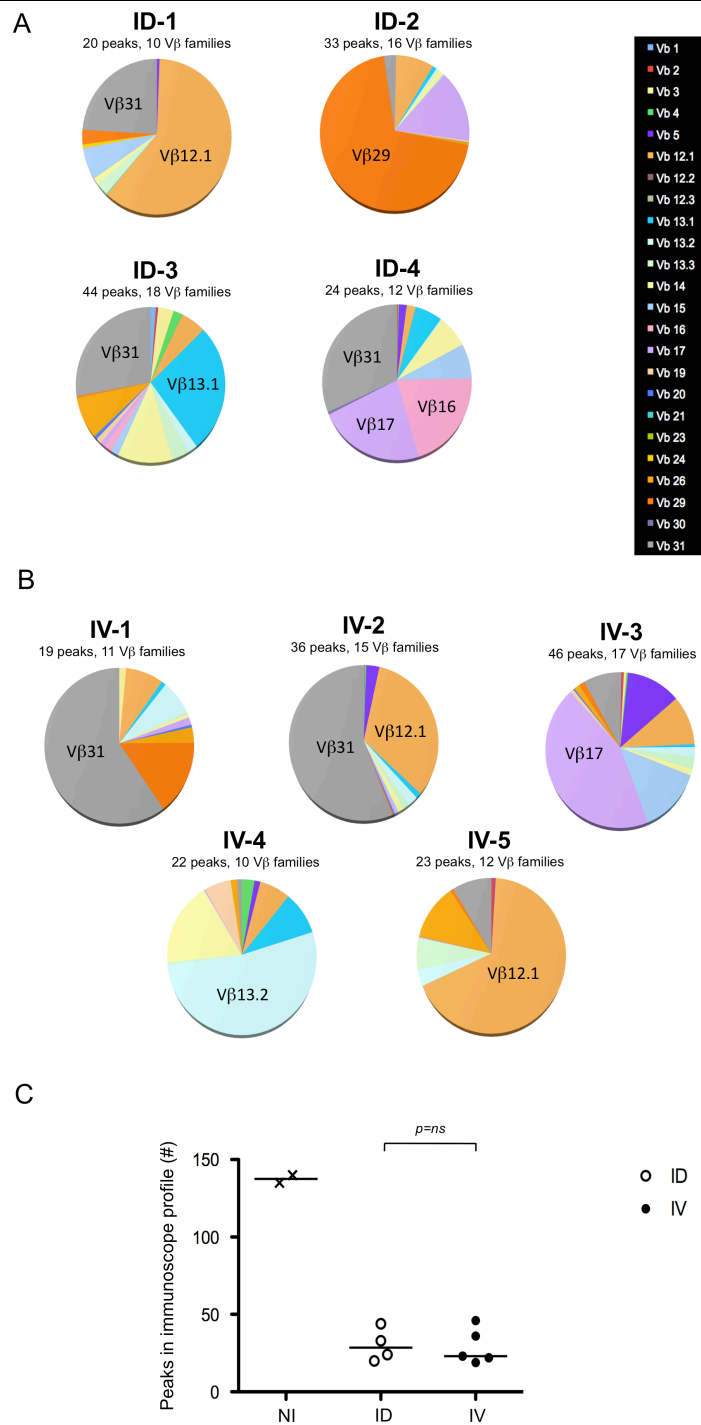 A
ID-1
20 peaks, 10 Vβ families
Vβ31
Vβ12.1
ID-2
33 peaks, 16 Vβ families
Vβ29
ID-3
44 peaks, 18 Vβ families
Vβ31
Vβ13.1
ID-4
24 peaks, 12 Vβ families
Vβ31
Vβ16
Vβ17
Vb 1
Vb 2
Vb 3
Vb 4
Vb 5
Vb 12.1
Vb 12.2
Vb 12.3
Vb 13.1
Vb 13.2
Vb 13.3
Vb 14
Vb 15
Vb 16
Vb 17
Vb 19
Vb 20
Vb 21
Vb 23
Vb 24
Vb 26
Vb 29
Vb 30
Vb 31
B
IV-1
19 peaks, 11 Vβ families
Vβ31
IV-2
36 peaks, 15 Vβ families
Vβ12.1
Vβ31
IV-3
46 peaks, 17 Vβ families
Vβ17
IV-4
22 peaks, 10 Vβ families
Vβ13.2
IV-5
23 peaks, 12 Vβ families
Vβ12.1
C
p=ns
Peaks in immunoscope profile (#)
150
100
50
0
NI
ID
IV
ID
IV